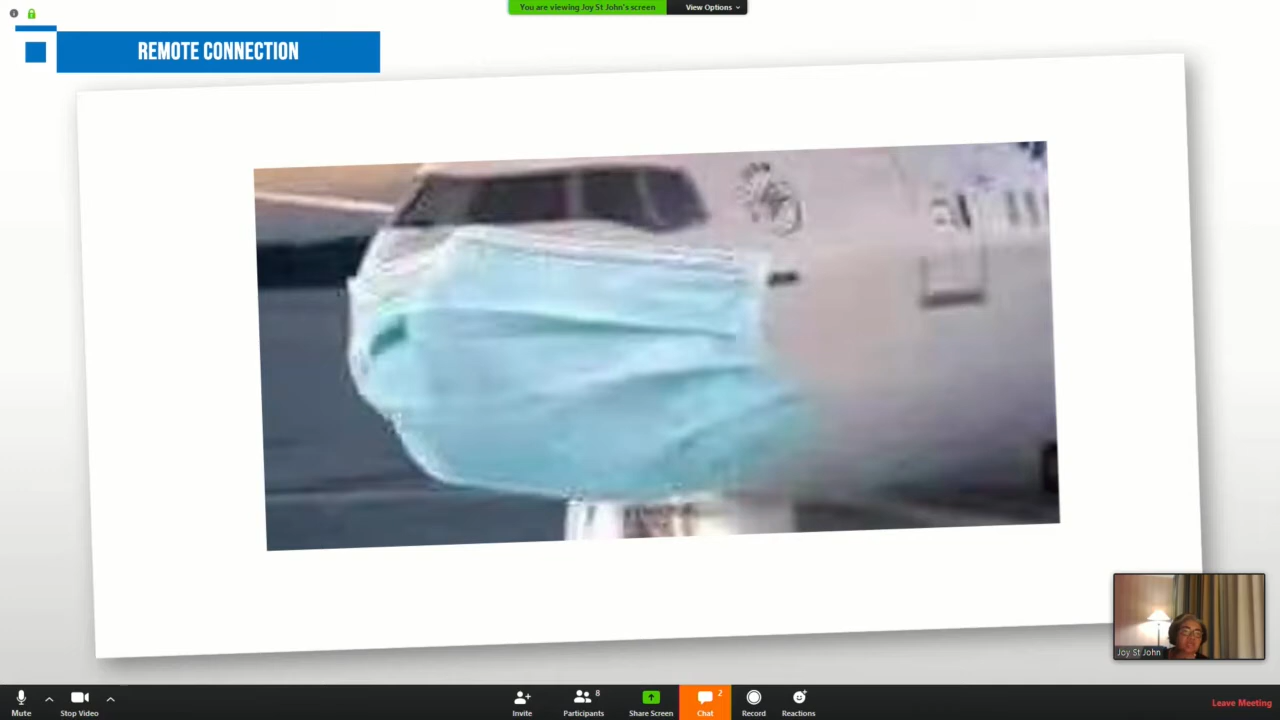 You are viewing Joy St John's screen
View Options
REMOTE CONNECTION
Joy St John
Mute
Stop Video
Invite
Participants
8
Share Screen
Chat
2
Record
Reactions
Leave Meeting